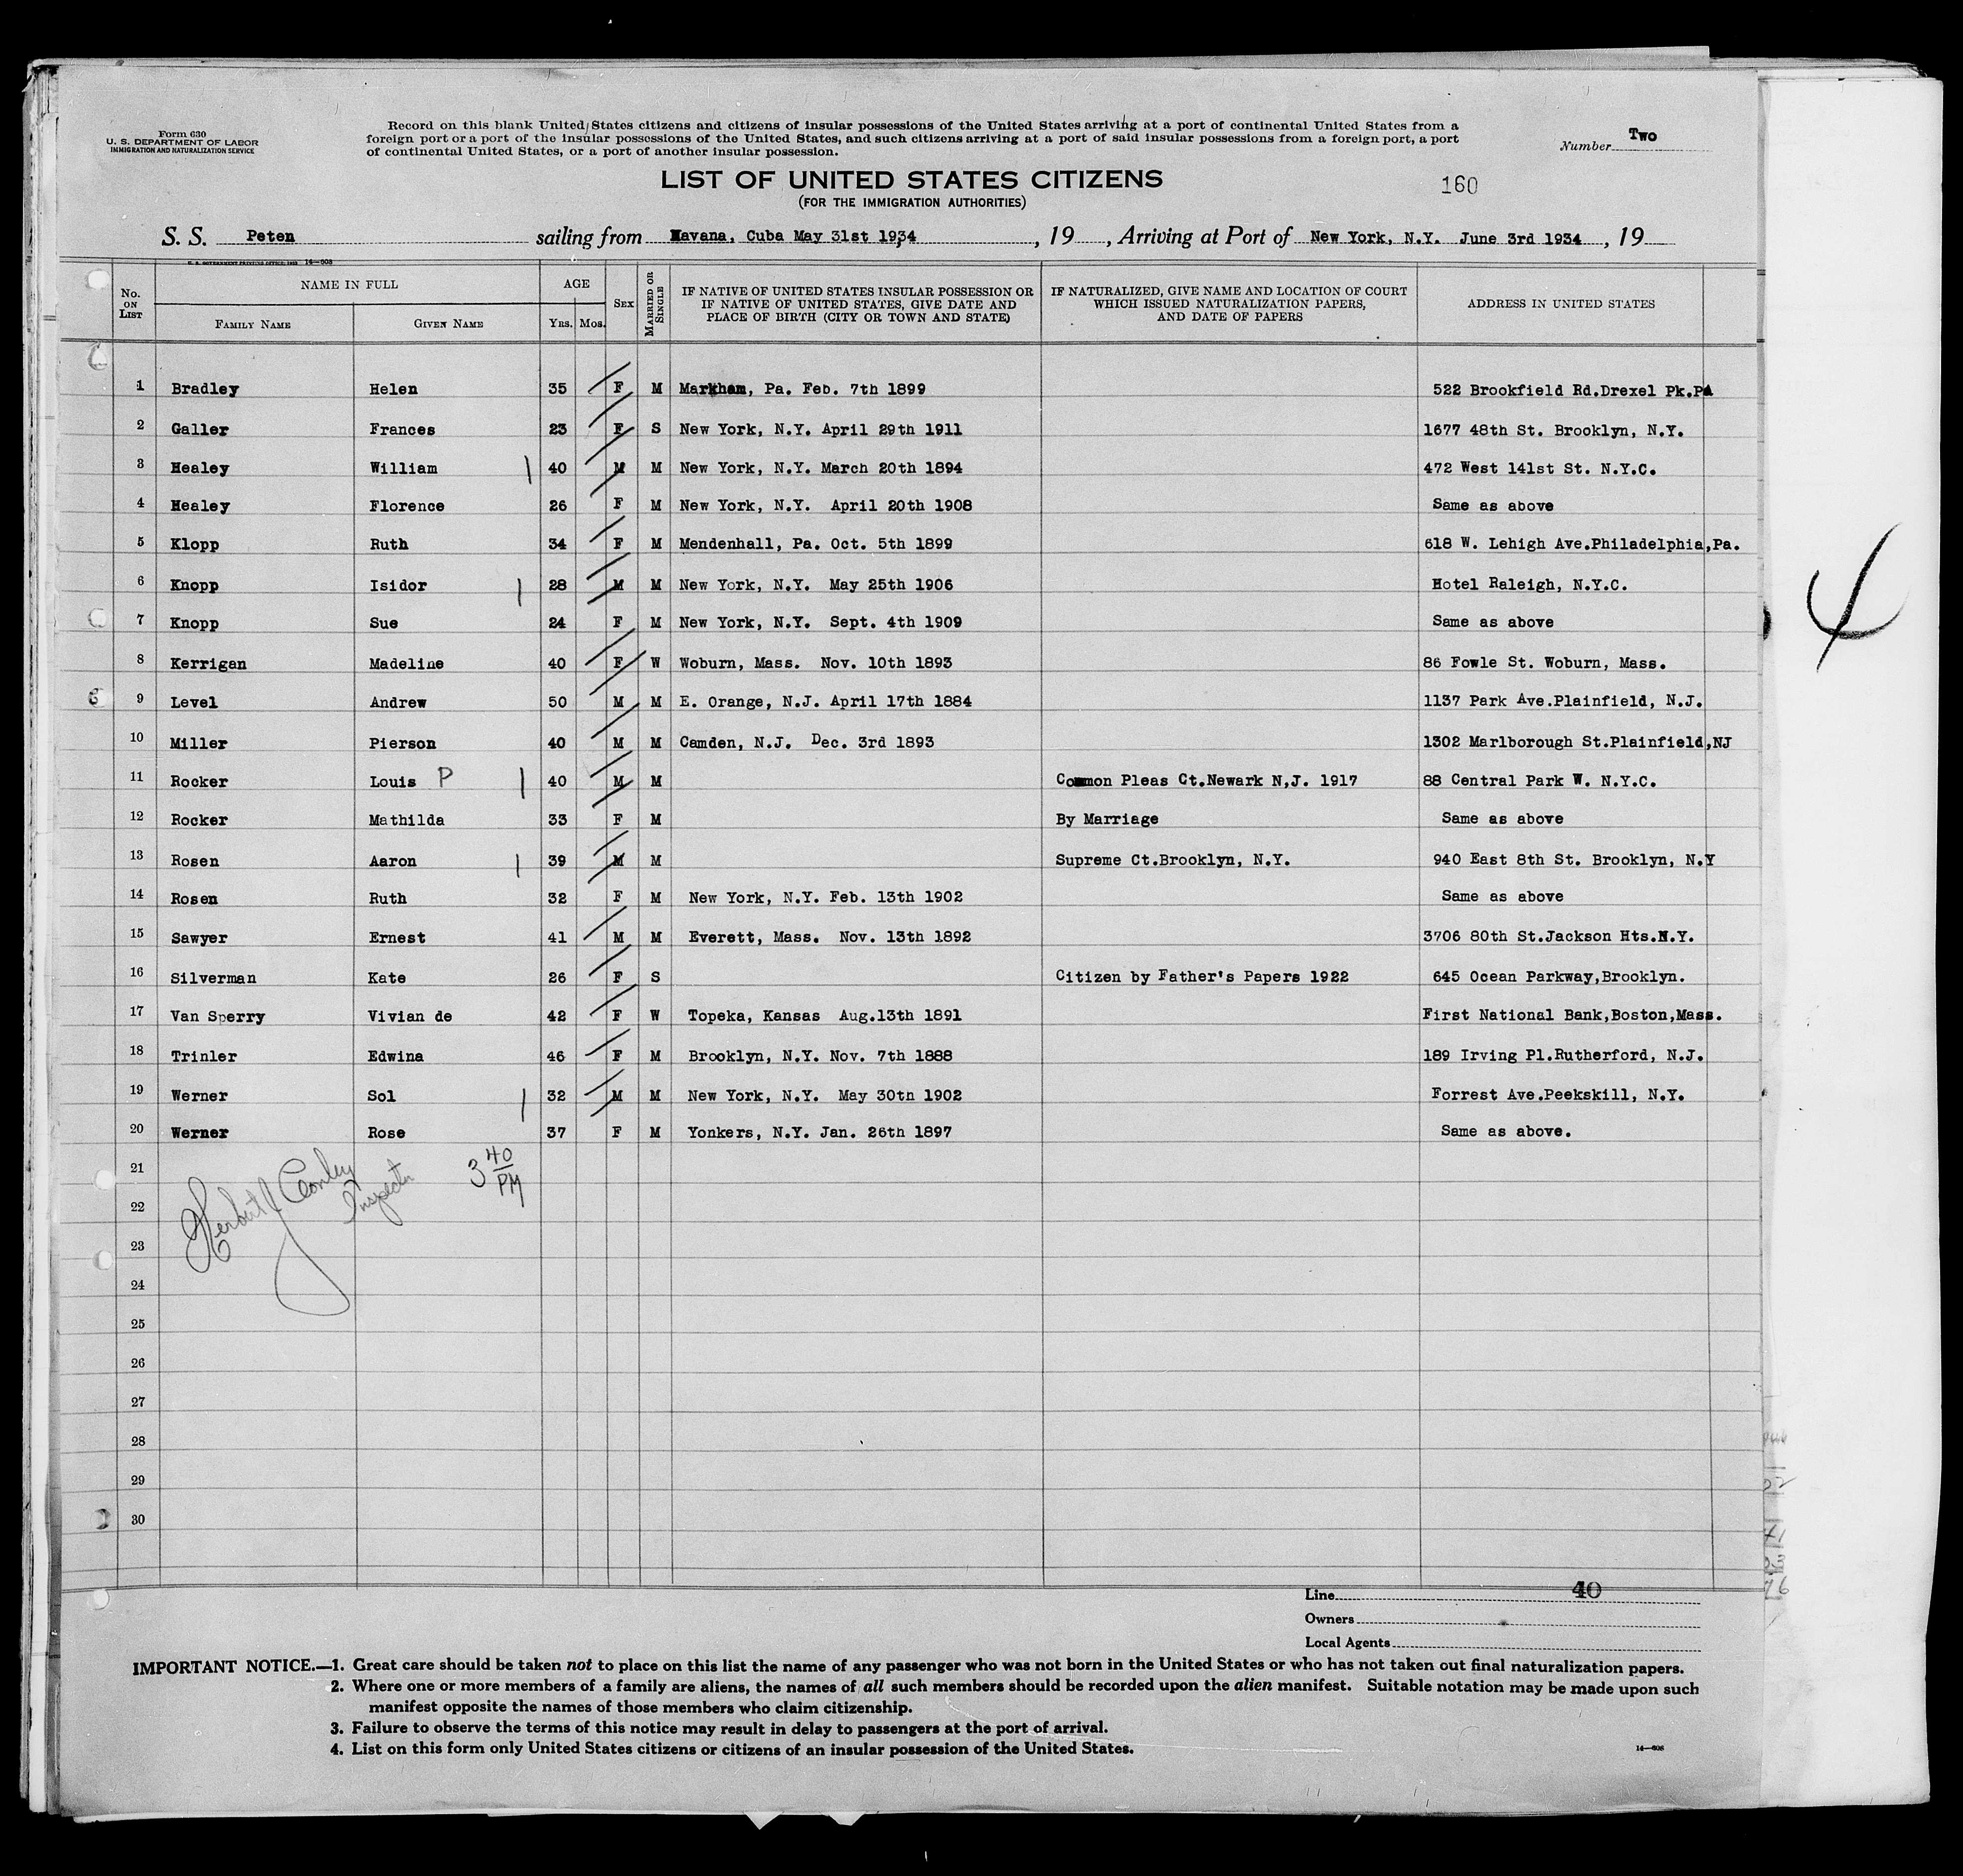 Form 630
U. S. DEPARTMENT OF LABOR
IMMIGRATION AND NATURALIZATION SERVICE
Record on this blank United States citizens and citizens of insular possessions of the United States arriving at a port of continental United States from a
foreign port or a port of the insular possessions of the United States, and such citizens arriving at a port of said insular possessions from a foreign port, a port
of continental United States, or a port of another insular possession.
Number Two
LIST OF UNITED STATES CITIZENS
160
(FOR THE IMMIGRATION AUTHORITIES)
S. S. Peten sailing from Havana, Cuba May 31st 1934, 19 , Arriving at Port of New York, N.Y. June 3rd 1934, 19
U. S. GOVERNMENT PRINTING OFFICE: 14—608
No. ON LIST NAME IN FULL AGE SEX MARRIED OR SINGLE IF NATIVE OF UNITED STATES INSULAR POSSESSION OR IF NATIVE OF UNITED STATES, GIVE DATE AND PLACE OF BIRTH (CITY OR TOWN AND STATE) IF NATURALIZED, GIVE NAME AND LOCATION OF COURT WHICH ISSUED NATURALIZATION PAPERS, AND DATE OF PAPERS ADDRESS IN UNITED STATES
FAMILY NAME GIVEN NAME Yrs. Mos.
1 Bradley Helen 35 F M Markham, Pa. Feb. 7th 1899 522 Brookfield Rd.Drexel Pk.Pa
2 Galler Frances 23 F S New York, N.Y. April 29th 1911 1677 48th St. Brooklyn, N.Y.
3 Healey William 40 M M New York, N.Y. March 20th 1894 472 West 141st St. N.Y.C.
4 Healey Florence 26 F M New York, N.Y. April 20th 1908 Same as above
5 Klopp Ruth 34 F M Mendenhall, Pa. Oct. 5th 1899 618 W. Lehigh Ave.Philadelphia,Pa.
6 Knopp Isidor 28 M M New York, N.Y. May 25th 1906 Hotel Raleigh, N.Y.C.
7 Knopp Sue 24 F M New York, N.Y. Sept. 4th 1909 Same as above
8 Kerrigan Madeline 40 F W Woburn, Mass. Nov. 10th 1893 86 Fowle St. Woburn, Mass.
9 Level Andrew 50 M M E. Orange, N.J. April 17th 1884 1137 Park Ave.Plainfield, N.J.
10 Miller Pierson 40 M M Camden, N.J. Dec. 3rd 1893 1302 Marlborough St.Plainfield,NJ
11 Rocker Louis P 40 M M Common Pleas Ct.Newark N,J. 1917 88 Central Park W. N.Y.C.
12 Rocker Mathilda 33 F M By Marriage Same as above
13 Rosen Aaron 39 M M Supreme Ct.Brooklyn, N.Y. 940 East 8th St. Brooklyn, N.Y
14 Rosen Ruth 32 F M New York, N.Y. Feb. 13th 1902 Same as above
15 Sawyer Ernest 41 M M Everett, Mass. Nov. 13th 1892 3706 80th St.Jackson Hts.N.Y.
16 Silverman Kate 26 F S Citizen by Father's Papers 1922 645 Ocean Parkway,Brooklyn.
17 Van Sperry Vivian de 42 F W Topeka, Kansas Aug.13th 1891 First National Bank,Boston,Mass.
18 Trinler Edwina 46 F M Brooklyn, N.Y. Nov. 7th 1888 189 Irving Pl.Rutherford, N.J.
19 Werner Sol 32 M M New York, N.Y. May 30th 1902 Forrest Ave.Peekskill, N.Y.
20 Werner Rose 37 F M Yonkers, N.Y. Jan. 26th 1897 Same as above.
21
Herbert J Conley Inspector 3 40 PM
22
23
24
25
26
27
28
29
30
Line 40
Owners
Local Agents
IMPORTANT NOTICE.—1. Great care should be taken not to place on this list the name of any passenger who was not born in the United States or who has not taken out final naturalization papers.
2. Where one or more members of a family are aliens, the names of all such members should be recorded upon the alien manifest. Suitable notation may be made upon such
manifest opposite the names of those members who claim citizenship.
3. Failure to observe the terms of this notice may result in delay to passengers at the port of arrival.
4. List on this form only United States citizens or citizens of an insular possession of the United States.
14—608
4